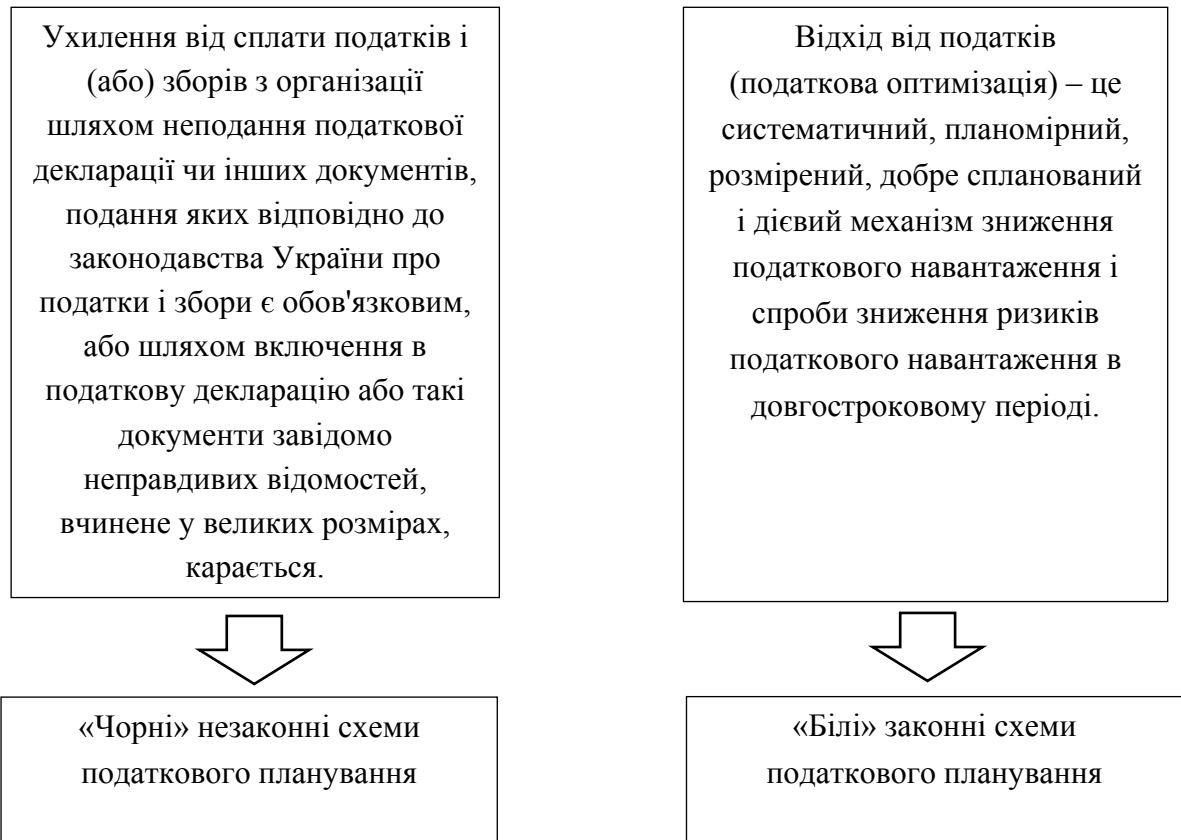 Ухилення від сплати податків і
(або) зборів з організації
шляхом неподання податкової
декларації чи інших документів,
подання яких відповідно до
законодавства України про
податки і збори є обов'язковим,
або шляхом включення в
податкову декларацію або такі
документи завідомо
неправдивих відомостей,
вчинене у великих розмірах,
карається.
Відхід від податків
(податкова оптимізація) – це
систематичний, планомірний,
розмірений, добре спланований
і дієвий механізм зниження
податкового навантаження і
спроби зниження ризиків
податкового навантаження в
довгостроковому періоді.
«Чорні» незаконні схеми
податкового планування
«Білі» законні схеми
податкового планування